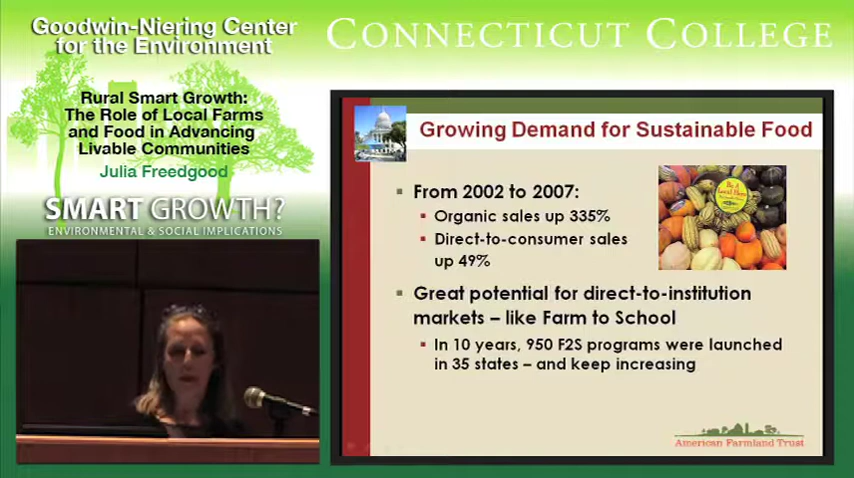 Goodwin-Niering Center
for the Environment
CONNECTICUT COLLEGE
Rural Smart Growth:
The Role of Local Farms
and Food in Advancing
Livable Communities
Julia Freedgood
SMART GROWTH?
ENVIRONMENTAL & SOCIAL IMPLICATIONS
Growing Demand for Sustainable Food
From 2002 to 2007:
Organic sales up 335%
Direct-to-consumer sales
up 49%
Be A
Local Hero
Great potential for direct-to-institution
markets – like Farm to School
In 10 years, 950 F2S programs were launched
in 35 states – and keep increasing
American Farmland Trust